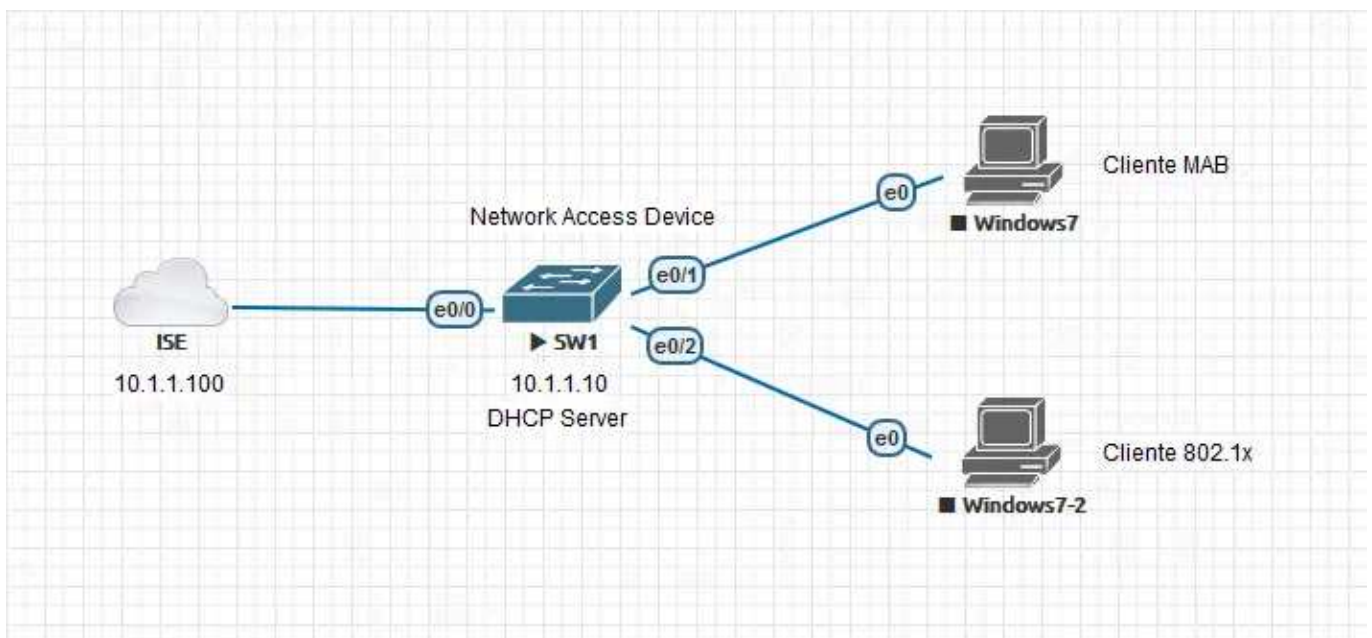 Cliente MAB
e0
Windows7
Network Access Device
e0/1
e0/0
ISE
SW1
e0/2
10.1.1.100
10.1.1.10
DHCP Server
e0
Cliente 802.1x
Windows7-2